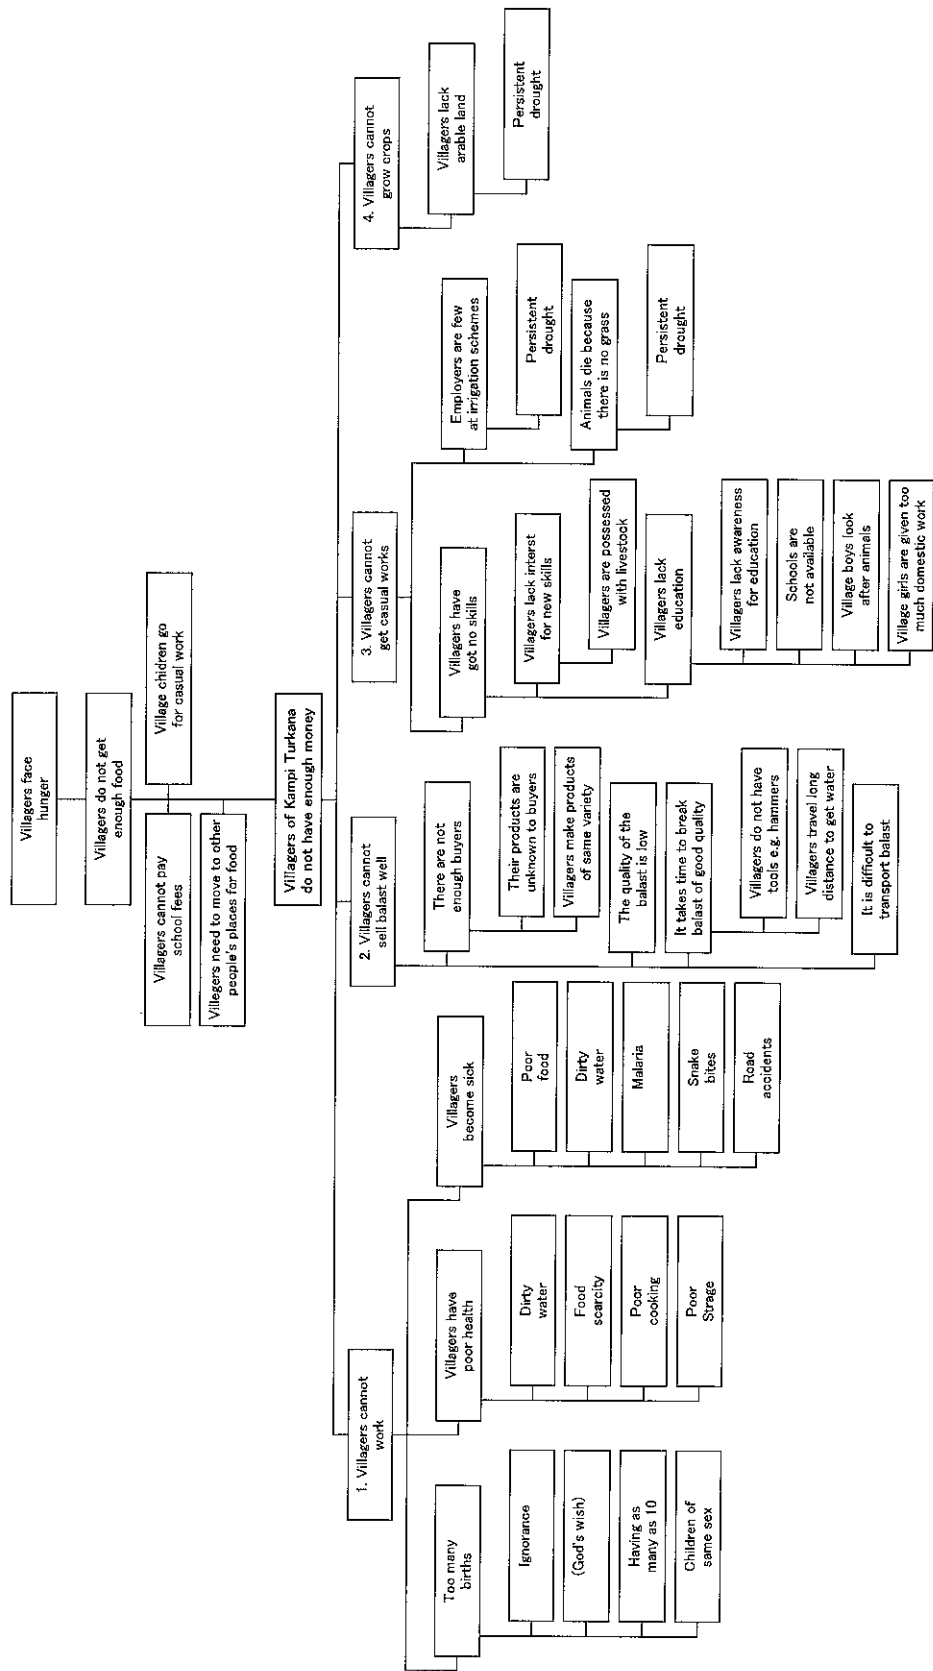 Villagers face
hunger
Villagers do not get
enough food
Villagers cannot pay
school fees
Village chidren go
for casual work
Villegers need to move to other
people's places for food
Villagers of Kampi Turkana
do not have enough money
1. Villagers cannot
work
Too many
births
Ignorance
(God's wish)
Having as
many as 10
Children of
same sex
Villagers have
poor health
Dirty
water
Food
scarcity
Poor
cooking
Poor
Strage
Villagers
become sick
Poor
food
Dirty
water
Malaria
Snake
bites
Road
accidents
2. Villagers cannot
sell balast well
There are not
enough buyers
Their products are
unknown to buyers
Villagers make products
of same variety
The quality of the
balast is low
It takes time to break
balast of good quality
Villagers do not have
tools e.g. hammers
Villagers travel long
distance to get water
It is difficult to
transport balast
3. Villagers cannot
get casual works
Villagers have
got no skills
Villagers lack interst
for new skills
Villagers are possessed
with livestock
Villagers lack
education
Villagers lack awareness
for education
Schools are
not available
Village boys look
after animals
Village girls are given too
much domestic work
Employers are few
at irrigation schemes
Persistent
drought
Animals die because
there is no grass
Persistent
drought
4. Villagers cannot
grow crops
Villagers lack
arable land
Persistent
drought